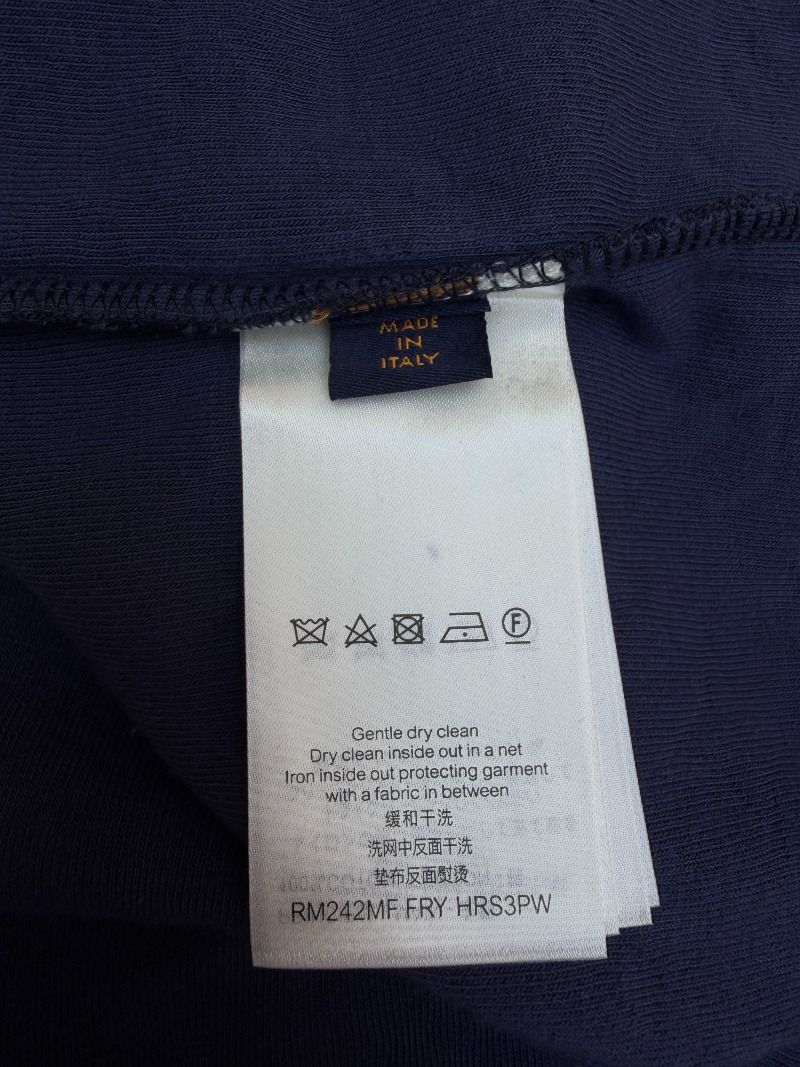 MADE
IN
ITALY
F
Gentle dry clean
Dry clean inside out in a net
Iron inside out protecting garment
with a fabric in between
缓和干洗
洗网中反面干洗
垫布反面熨烫
RM242MF FRY HRS3PW